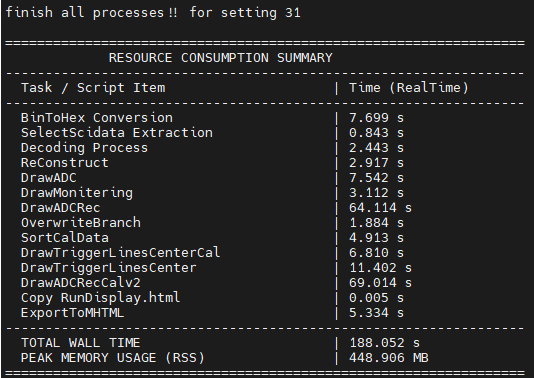 finish all processes!! for setting 31
================================================================
RESOURCE CONSUMPTION SUMMARY
----------------------------------------------------------------
Task / Script Item | Time (RealTime)
----------------------------------------------------------------
BinToHex Conversion | 7.699 s
SelectScidata Extraction | 0.843 s
Decoding Process | 2.443 s
ReConstruct | 2.917 s
DrawADC | 7.542 s
DrawMonitering | 3.112 s
DrawADCRec | 64.114 s
OverwriteBranch | 1.884 s
SortCalData | 4.913 s
DrawTriggerLinesCenterCal | 6.810 s
DrawTriggerLinesCenter | 11.402 s
DrawADCRecCalv2 | 69.014 s
Copy RunDisplay.html | 0.005 s
ExportToMHTML | 5.334 s
----------------------------------------------------------------
TOTAL WALL TIME | 188.052 s
PEAK MEMORY USAGE (RSS) | 448.906 MB
================================================================